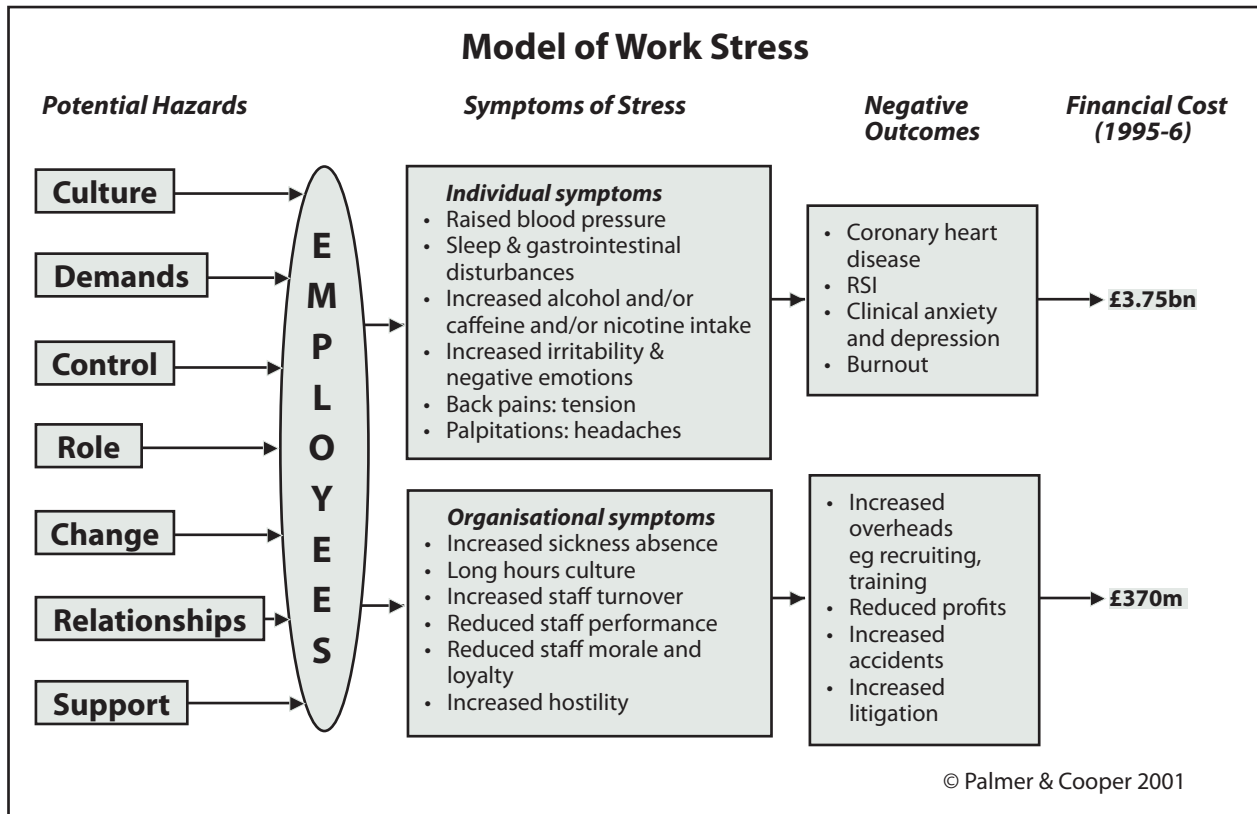 Model of Work Stress
Potential Hazards
Symptoms of Stress
Negative
Outcomes
Financial Cost
(1995-6)
Culture
Demands
Control
Role
Change
Relationships
Support
E
M
P
L
O
Y
E
E
S
Individual symptoms
• Raised blood pressure
• Sleep & gastrointestinal
disturbances
• Increased alcohol and/or
caffeine and/or nicotine intake
• Increased irritability &
negative emotions
• Back pains: tension
• Palpitations: headaches
• Coronary heart
disease
• RSI
• Clinical anxiety
and depression
• Burnout
£3.75bn
Organisational symptoms
• Increased sickness absence
• Long hours culture
• Increased staff turnover
• Reduced staff performance
• Reduced staff morale and
loyalty
• Increased hostility
• Increased
overheads
eg recruiting,
training
• Reduced profits
• Increased
accidents
• Increased
litigation
£370m
© Palmer & Cooper 2001